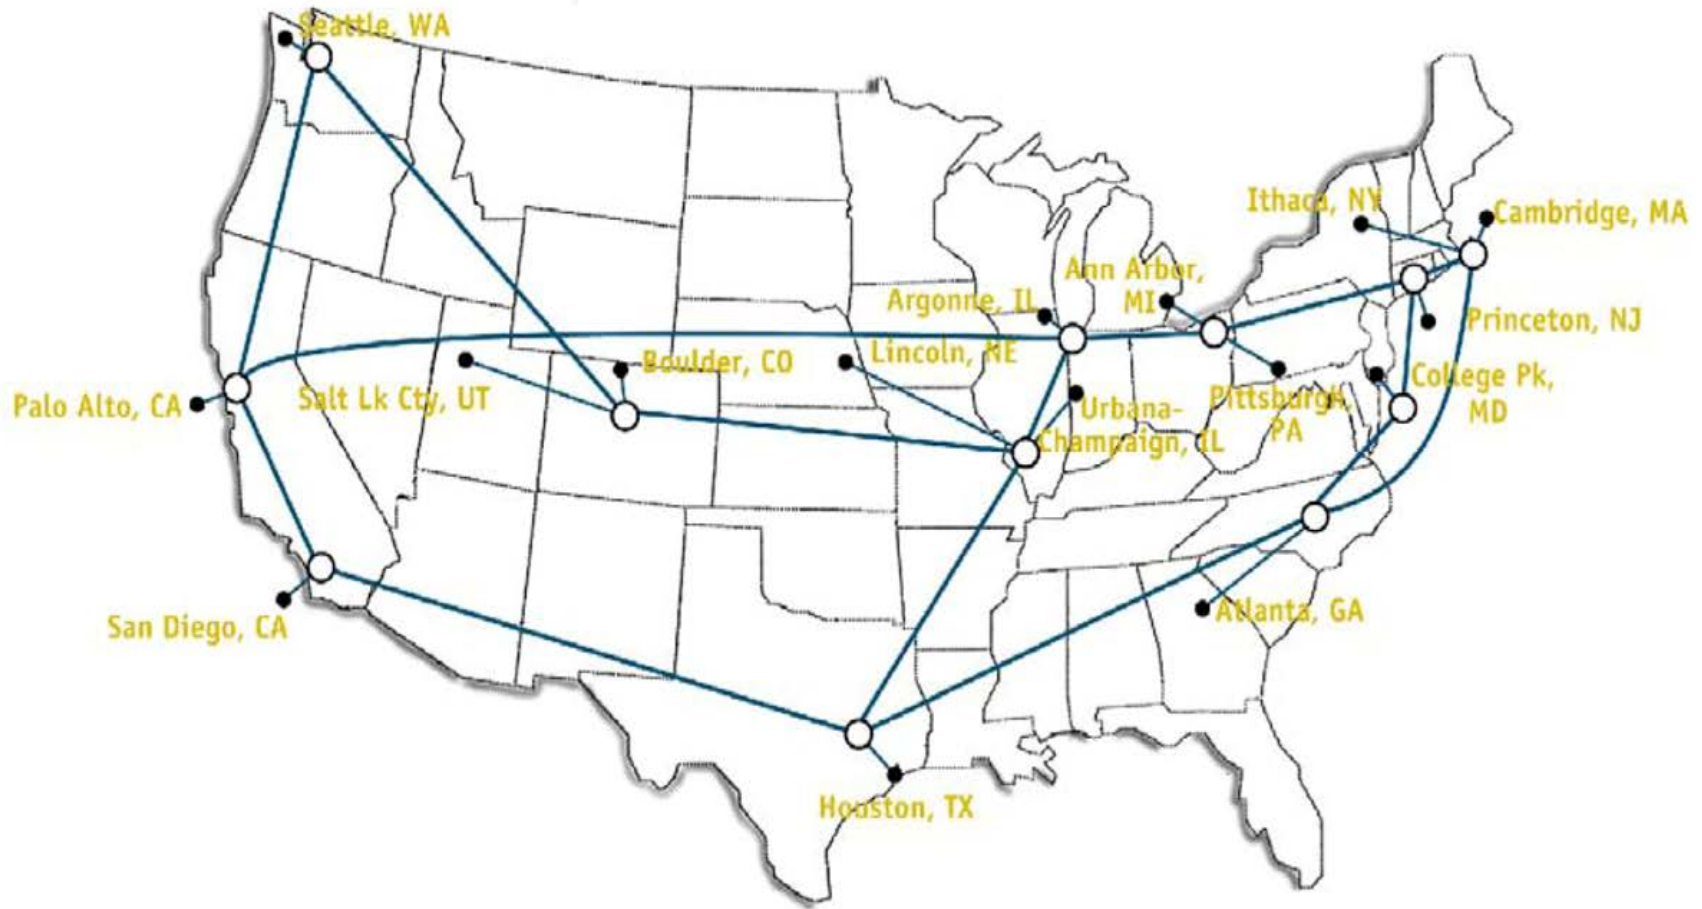 Seattle, WA
Ithaca, NY
Cambridge, MA
Ann Arbor,
MI
Argonne, IL
Princeton, NJ
Boulder, CO
Lincoln, NE
College Pk,
MD
Palo Alto, CA
Salt Lk Cty, UT
Urbana-
Champaign, IL
Pittsburgh,
PA
San Diego, CA
Atlanta, GA
Houston, TX